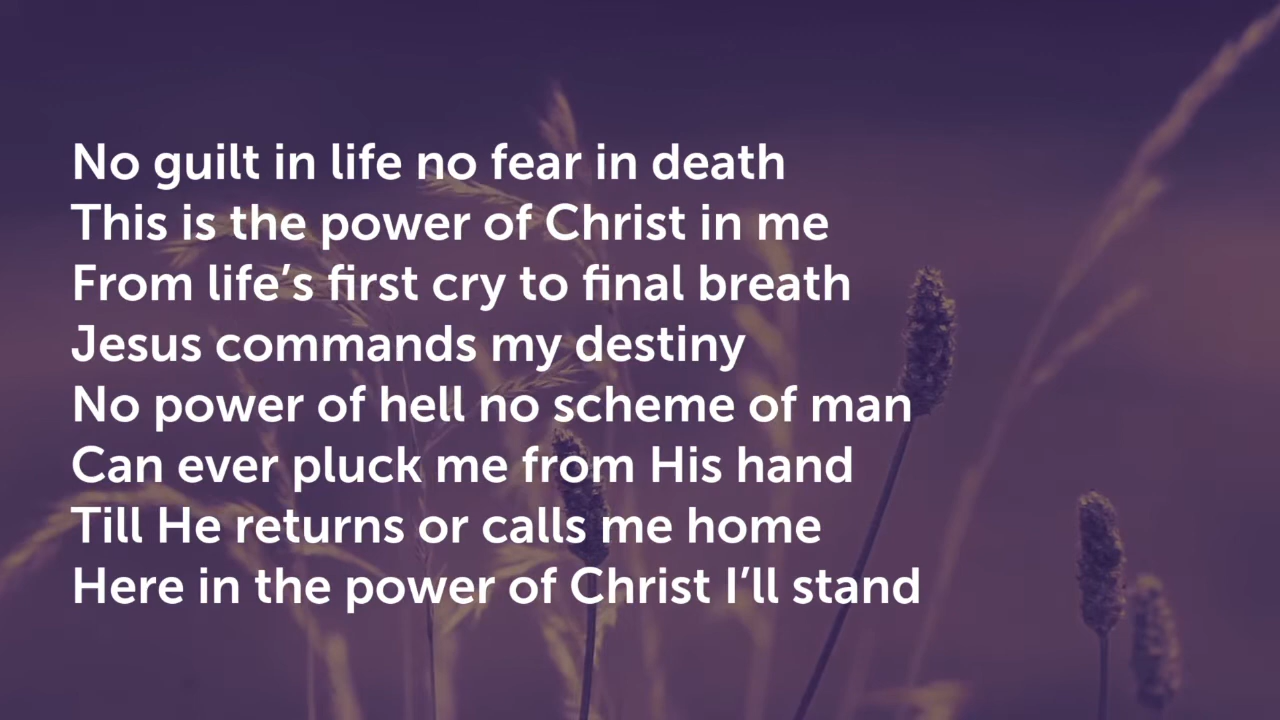 No guilt in life no fear in death
This is the power of Christ in me
From life’s first cry to final breath
Jesus commands my destiny
No power of hell no scheme of man
Can ever pluck me from His hand
Till He returns or calls me home
Here in the power of Christ I’ll stand